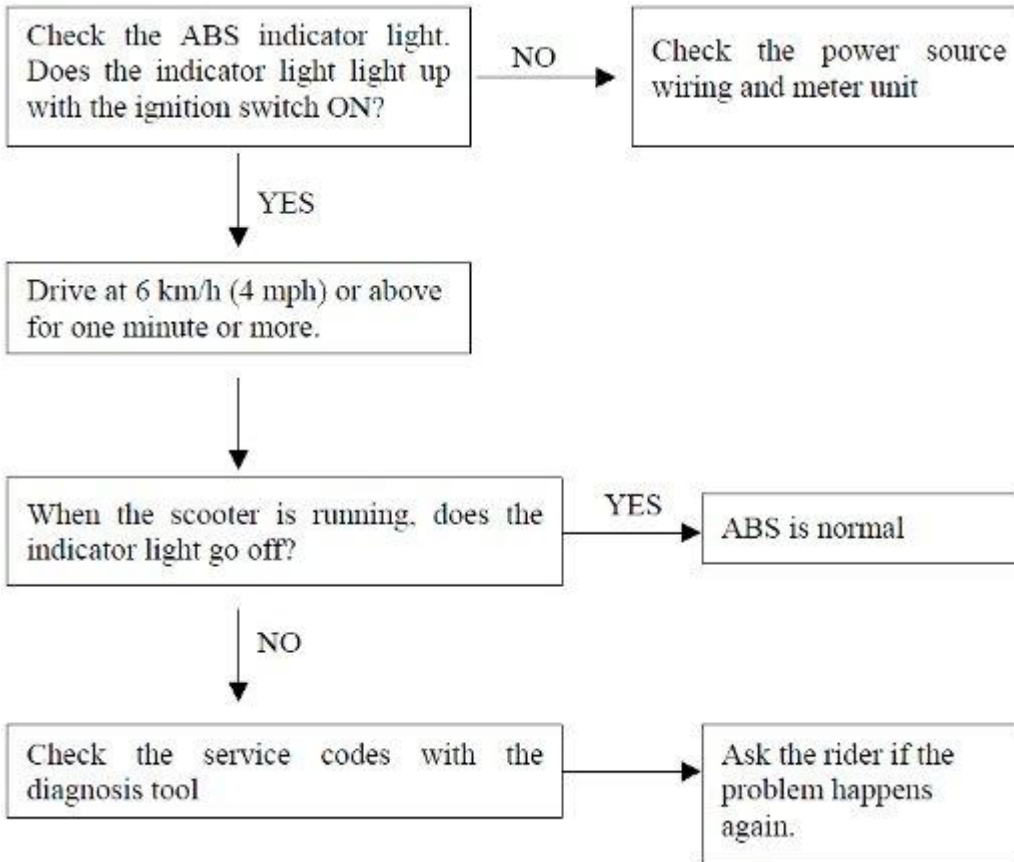 Check the ABS indicator light.
Does the indicator light light up
with the ignition switch ON?
NO
Check the power source
wiring and meter unit
YES
Drive at 6 km/h (4 mph) or above
for one minute or more.
When the scooter is running, does the
indicator light go off?
YES
ABS is normal
NO
Check the service codes with the
diagnosis tool
Ask the rider if the
problem happens
again.